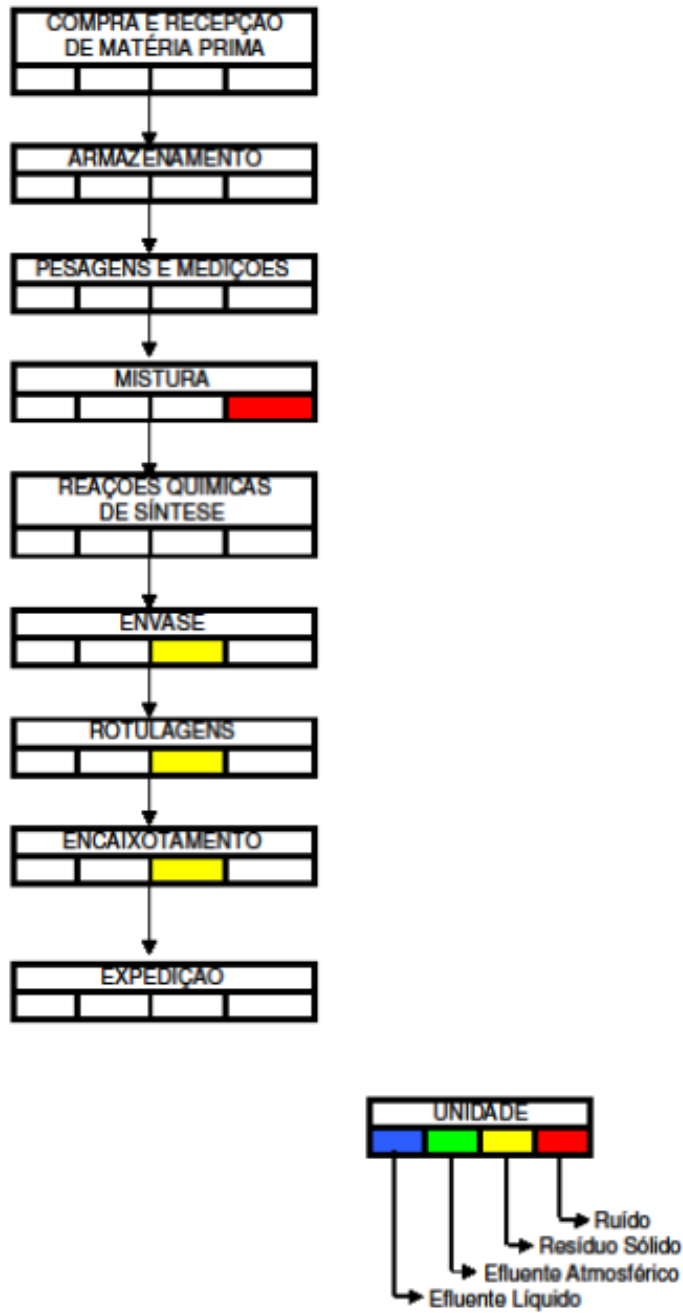 COMPRA E RECEPÇÃO
DE MATÉRIA PRIMA
ARMAZENAMENTO
PESAGENS E MEDIÇÕES
MISTURA
REAÇÕES QUIMICAS
DE SÍNTESE
ENVASE
ROTULAGENS
ENCAIXOTAMENTO
EXPEDIÇÃO
UNIDADE
Ruído
Resíduo Sólido
Efluente Atmosférico
Efluente Líquido